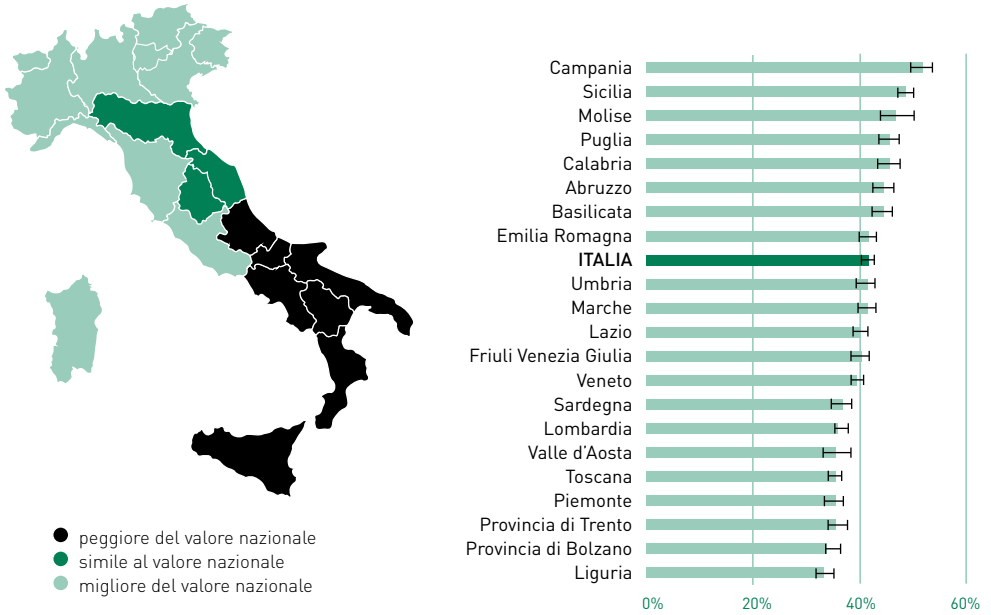 Campania
Sicilia
Molise
Puglia
Calabria
Abruzzo
Basilicata
Emilia Romagna
ITALIA
Umbria
Marche
Lazio
Friuli Venezia Giulia
Veneto
Sardegna
Lombardia
Valle d'Aosta
Toscana
Piemonte
Provincia di Trento
Provincia di Bolzano
Liguria
0% 20% 40% 60%
peggiore del valore nazionale
simile al valore nazionale
migliore del valore nazionale